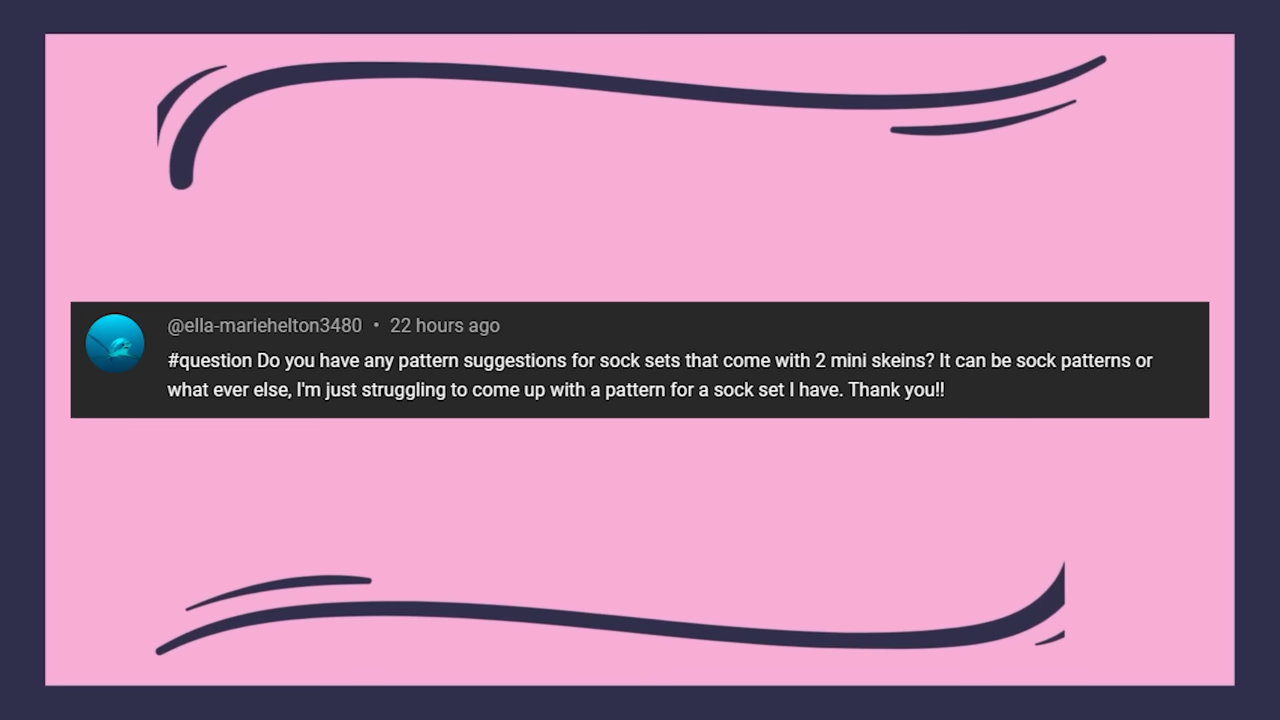 @ella-mariehelton3480 • 22 hours ago
#question Do you have any pattern suggestions for sock sets that come with 2 mini skeins? It can be sock patterns or
what ever else, I'm just struggling to come up with a pattern for a sock set I have. Thank you!!